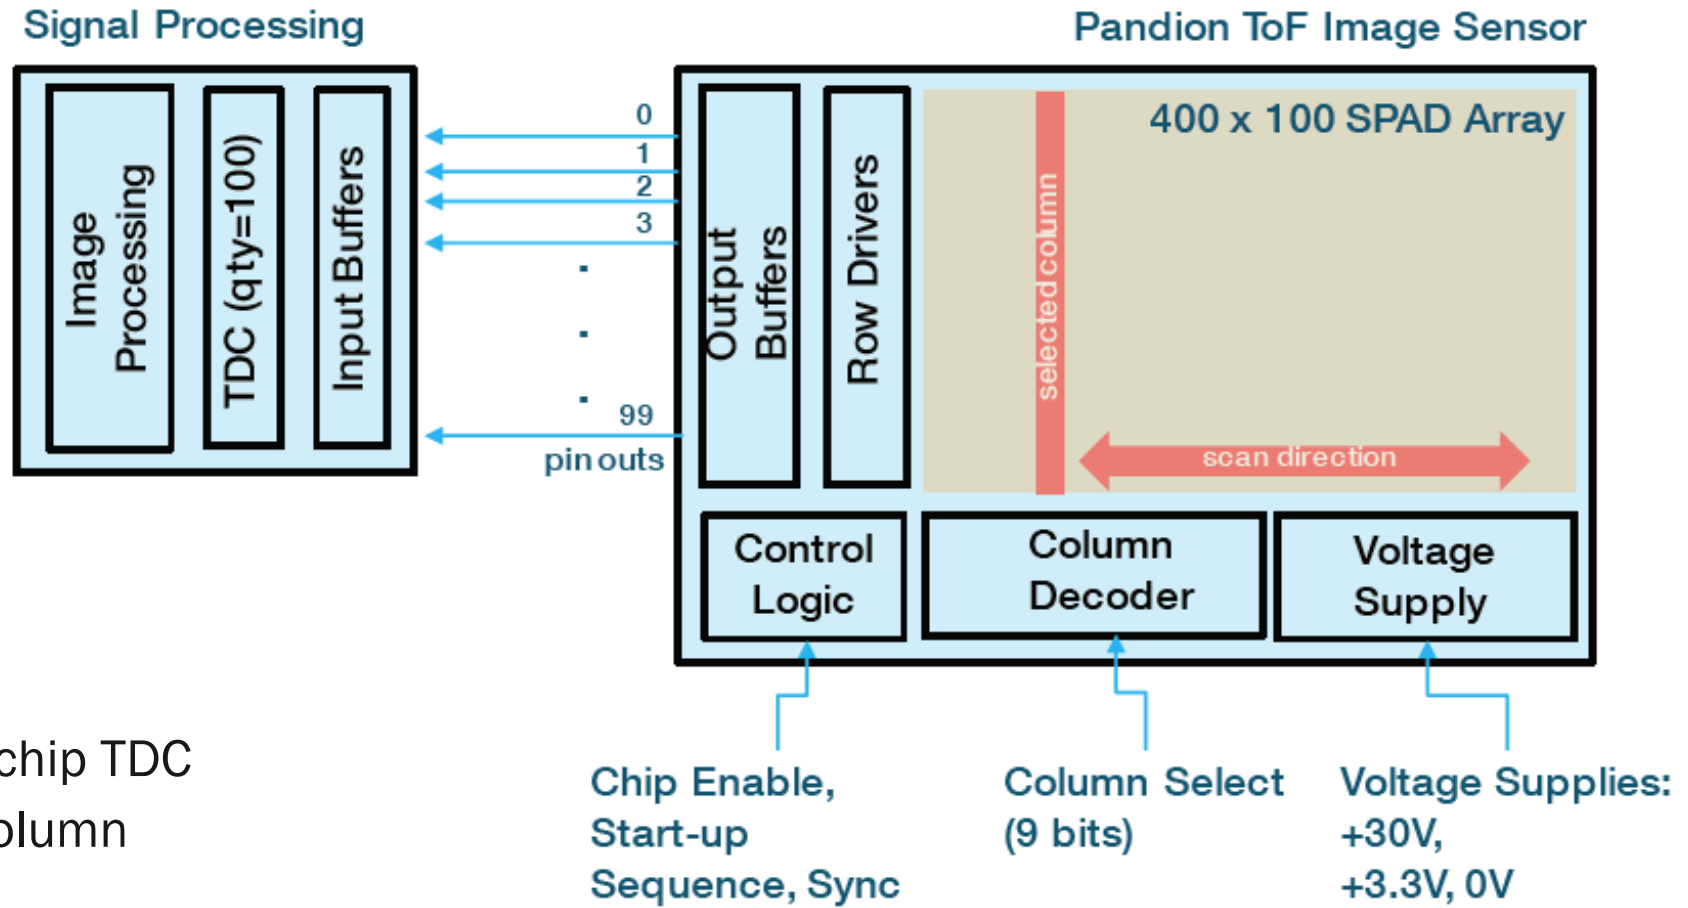 Signal Processing
Pandion ToF Image Sensor
Image
Processing
TDC (qty=100)
Input Buffers
0
1
2
3
.
.
.
99
pin outs
Output
Buffers
Row Drivers
400 x 100 SPAD Array
selected column
scan direction
Control
Logic
Column
Decoder
Voltage
Supply
chip TDC
olumn
Chip Enable,
Start-up
Sequence, Sync
Column Select
(9 bits)
Voltage Supplies:
+30V,
+3.3V, 0V